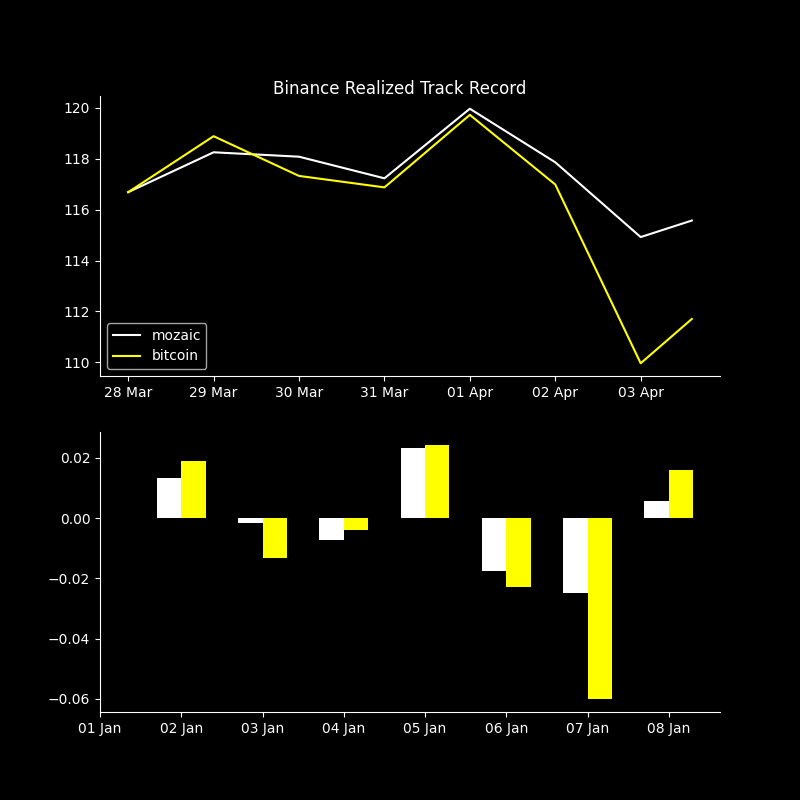 Binance Realized Track Record
120
118
116
114
112
110
mozaic
bitcoin
28 Mar 29 Mar 30 Mar 31 Mar 01 Apr 02 Apr 03 Apr
0.02
0.00
−0.02
−0.04
−0.06
01 Jan 02 Jan 03 Jan 04 Jan 05 Jan 06 Jan 07 Jan 08 Jan